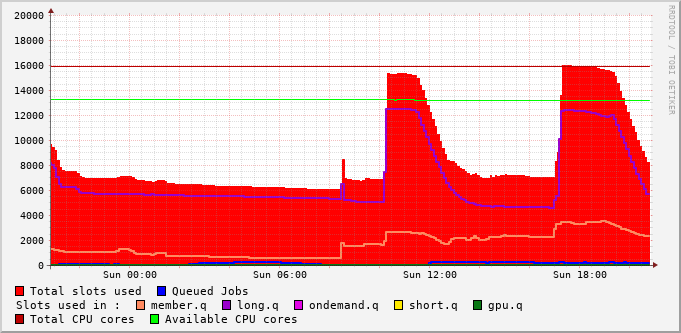 20000
18000
16000
14000
12000
10000
8000
6000
4000
2000
0
Sun 00:00 Sun 06:00 Sun 12:00 Sun 18:00
RRDTOOL / TOBI OETIKER
Total slots used Queued Jobs
Slots used in : member.q long.q ondemand.q short.q gpu.q
Total CPU cores Available CPU cores